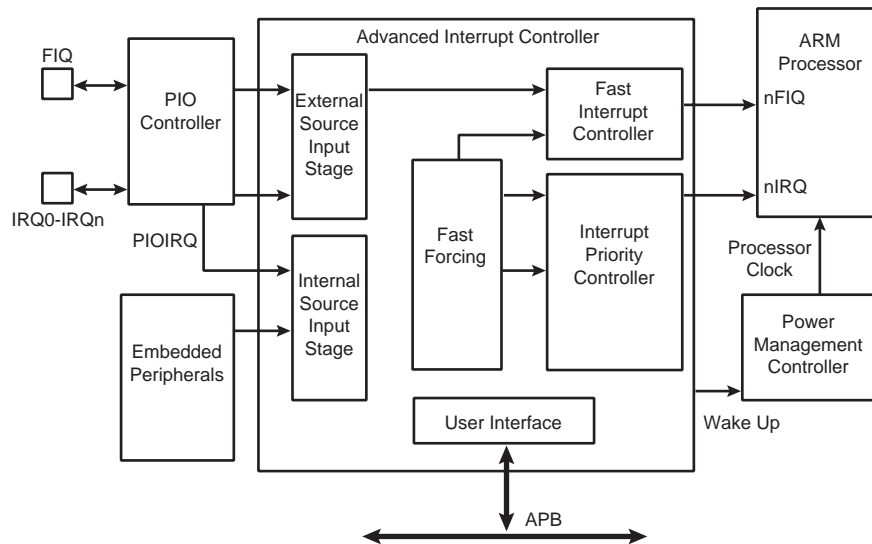 Advanced Interrupt Controller
FIQ
PIO
Controller
External
Source
Input
Stage
Fast
Interrupt
Controller
ARM
Processor
nFIQ
nIRQ
IRQ0-IRQn
PIOIRQ
Fast
Forcing
Interrupt
Priority
Controller
Internal
Source
Input
Stage
Processor
Clock
Embedded
Peripherals
Power
Management
Controller
User Interface
Wake Up
APB